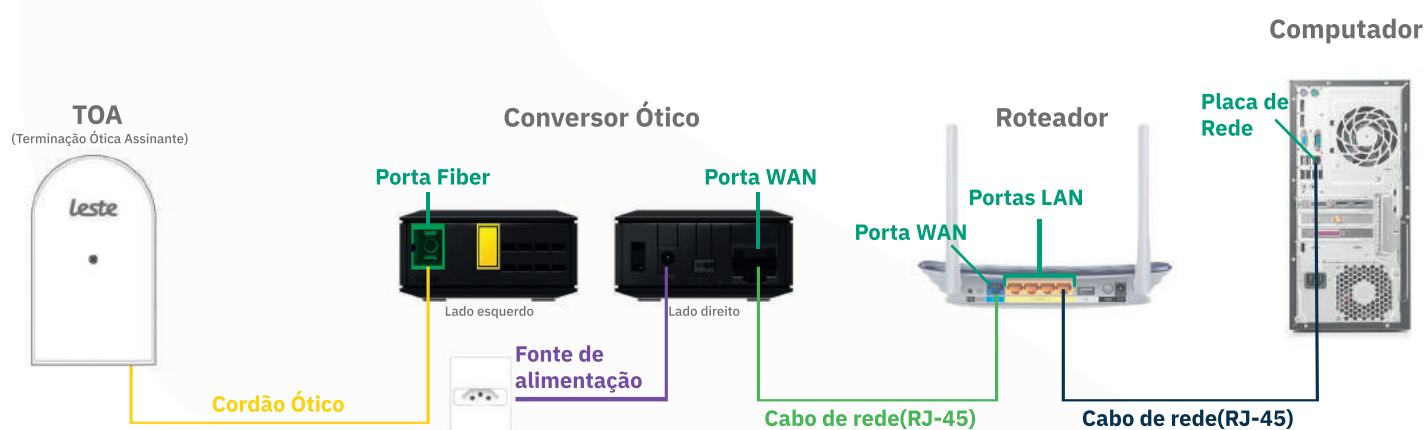 Computador
TOA
(Terminação Ótica Assinante)
leste
Conversor Ótico
Roteador
Placa de
Rede
Porta Fiber
Porta WAN
Portas LAN
Porta WAN
Lado esquerdo
Lado direito
Fonte de
alimentação
Cordão Ótico
Cabo de rede(RJ-45)
Cabo de rede(RJ-45)